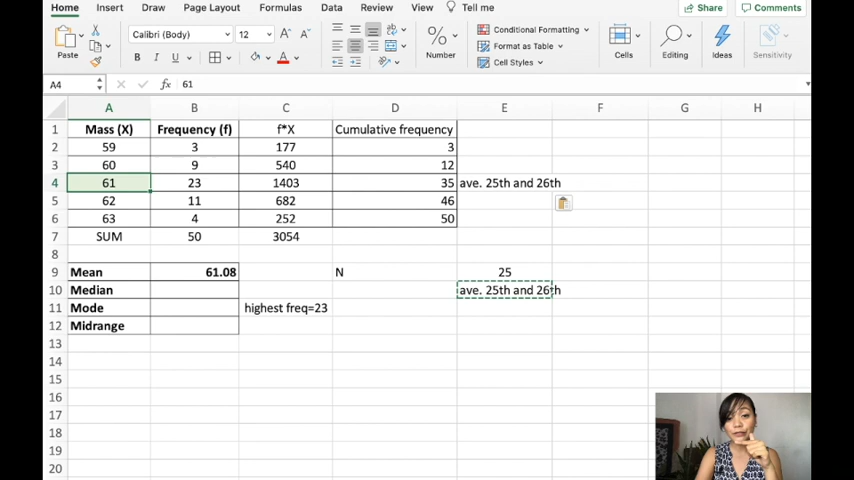 Home Insert Draw Page Layout Formulas Data Review View Tell me Share Comments
Paste Calibri (Body) 12 A A B I U A Number % Conditional Formatting Format as Table Cell Styles Cells Editing Ideas Sensitivity
A4 fx 61
A B C D E F G H
1 Mass (X) Frequency (f) f*X Cumulative frequency
2 59 3 177 3
3 60 9 540 12
4 61 23 1403 35 ave. 25th and 26th
5 62 11 682 46
6 63 4 252 50
7 SUM 50 3054
8
9 Mean 61.08 N 25
10 Median ave. 25th and 26th
11 Mode highest freq=23
12 Midrange
13
14
15
16
17
18
19
20